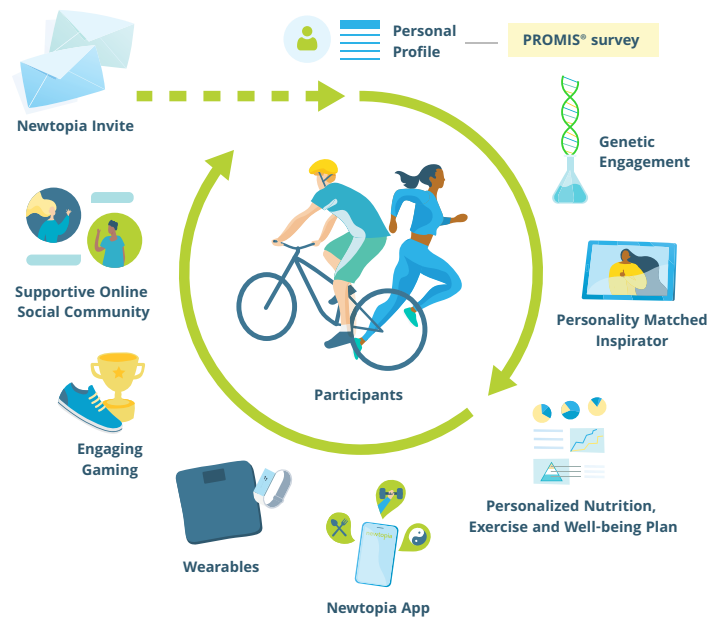 Personal
Profile
PROMIS® survey
Newtopia Invite
Genetic
Engagement
Supportive Online
Social Community
Personality Matched
Inspirator
Participants
Engaging
Gaming
Personalized Nutrition,
Exercise and Well-being Plan
Wearables
Newtopia App